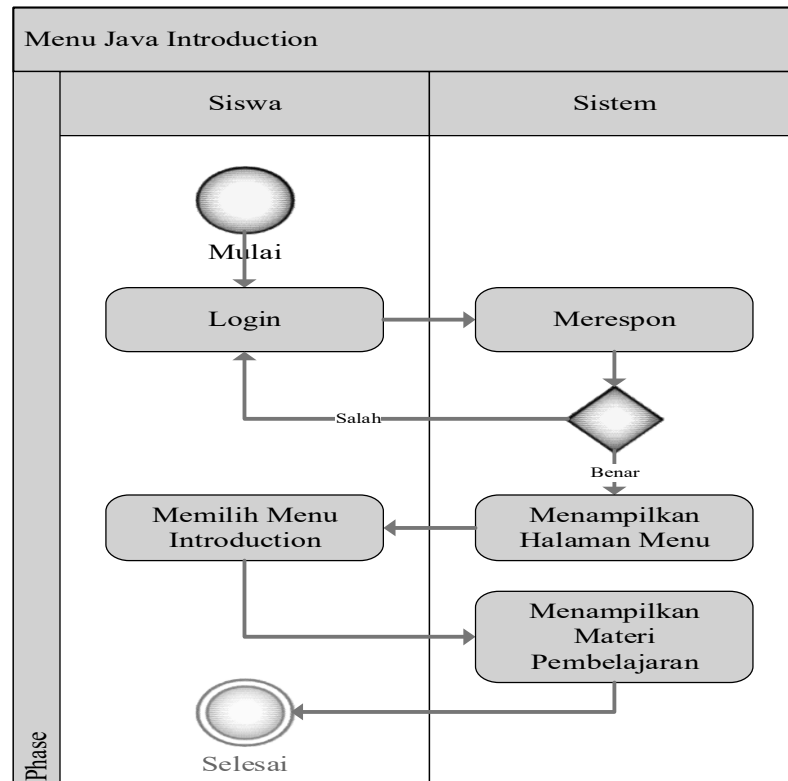 Menu Java Introduction
Siswa
Sistem
Mulai
Login
Merespon
Salah
Benar
Memilih Menu
Introduction
Menampilkan
Halaman Menu
Menampilkan
Materi
Pembelajaran
Selesai
Phase